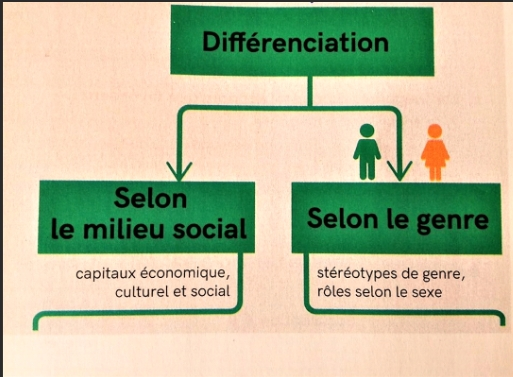 Différenciation
Selon
le milieu social
Selon le genre
capitaux économique,
culturel et social
stéréotypes de genre,
rôles selon le sexe